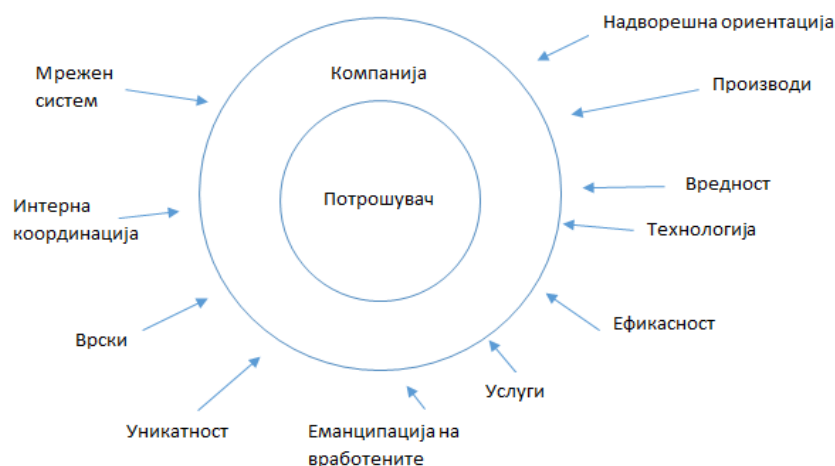 Надворешна ориентација
Компанија
Мрежен
систем
Производи
Потрошувач
Вредност
Интерна
координација
Технологија
Врски
Ефикасност
Услуги
Уникатност
Еманципација на
вработените